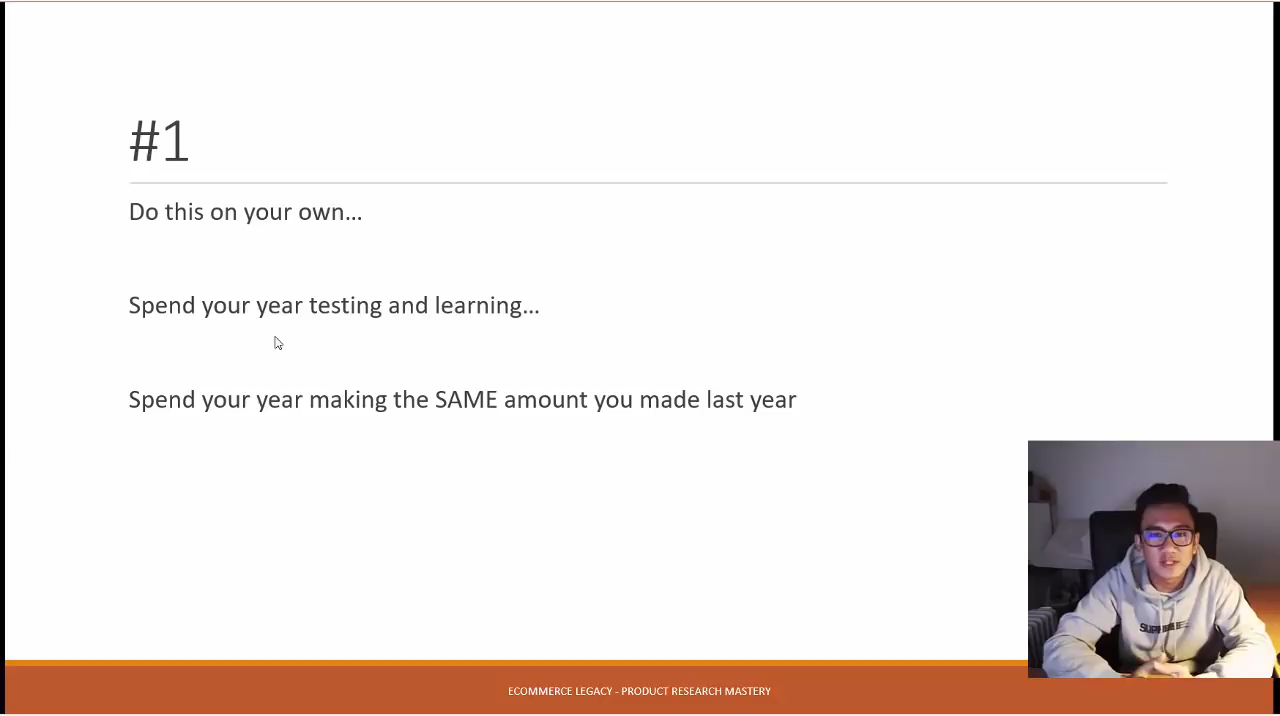 #1
Do this on your own…
Spend your year testing and learning…
Spend your year making the SAME amount you made last year
ECOMMERCE LEGACY - PRODUCT RESEARCH MASTERY